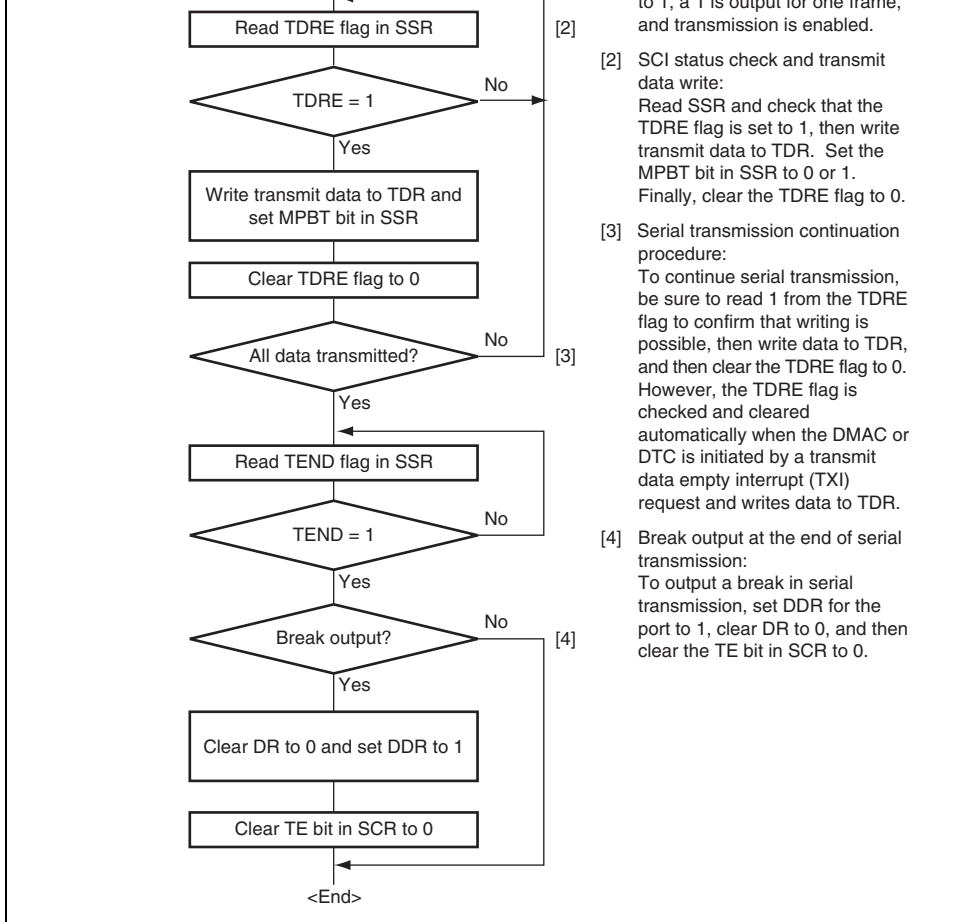 to 1, a 1 is output for one frame,
and transmission is enabled.
Read TDRE flag in SSR
[2]
TDRE = 1
No
Yes
Write transmit data to TDR and
set MPBT bit in SSR
Clear TDRE flag to 0
All data transmitted?
No
[3]
Yes
Read TEND flag in SSR
TEND = 1
No
Yes
Break output?
No
[4]
Yes
Clear DR to 0 and set DDR to 1
Clear TE bit in SCR to 0
<End>
[2] SCI status check and transmit
data write:
Read SSR and check that the
TDRE flag is set to 1, then write
transmit data to TDR. Set the
MPBT bit in SSR to 0 or 1.
Finally, clear the TDRE flag to 0.
[3] Serial transmission continuation
procedure:
To continue serial transmission,
be sure to read 1 from the TDRE
flag to confirm that writing is
possible, then write data to TDR,
and then clear the TDRE flag to 0.
However, the TDRE flag is
checked and cleared
automatically when the DMAC or
DTC is initiated by a transmit
data empty interrupt (TXI)
request and writes data to TDR.
[4] Break output at the end of serial
transmission:
To output a break in serial
transmission, set DDR for the
port to 1, clear DR to 0, and then
clear the TE bit in SCR to 0.